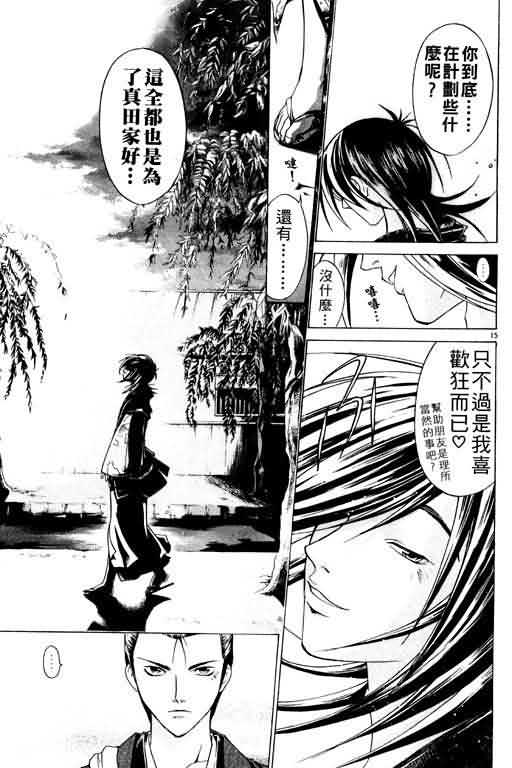 你到底……
在計劃些什
麼呢？
…
嘻
嘻…
沒什
麼…
15
只不過是我喜
歡狂而已♡
幫助朋友是理所
當然的事吧？
噠！
還有
………
這全都也是為
了真田家好…
…